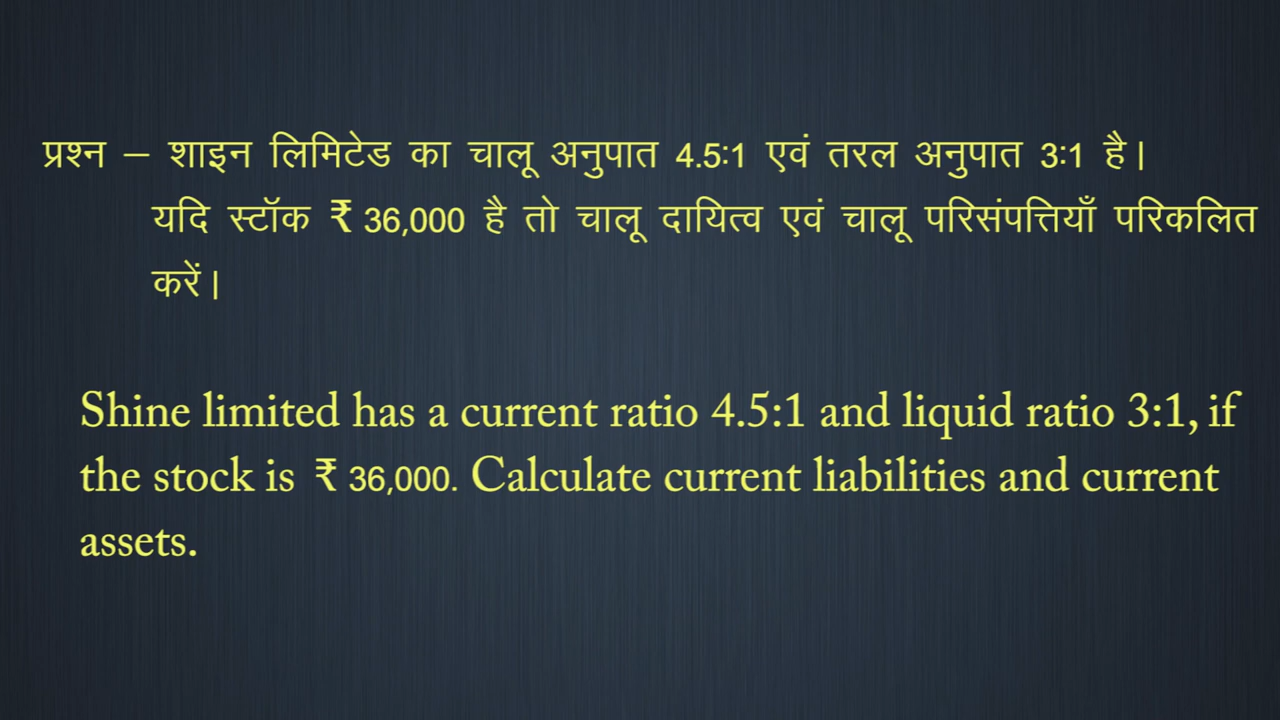 प्रश्न – शाइन लिमिटेड का चालू अनुपात 4.5:1 एवं तरल अनुपात 3:1 है।
यदि स्टॉक ₹ 36,000 है तो चालू दायित्व एवं चालू परिसंपत्तियाँ परिकलित
करें।
Shine limited has a current ratio 4.5:1 and liquid ratio 3:1, if
the stock is ₹ 36,000. Calculate current liabilities and current
assets.